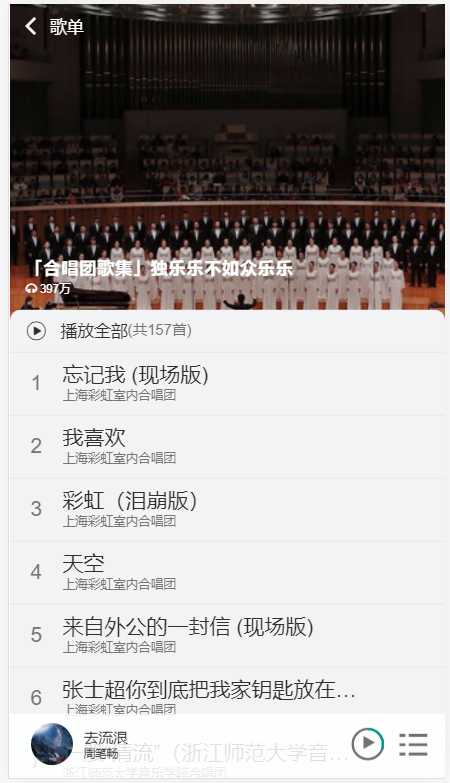 歌单
「合唱团歌集」独乐乐不如众乐乐
397万
播放全部(共157首)
1
忘记我 (现场版)
上海彩虹室内合唱团
2
我喜欢
上海彩虹室内合唱团
3
彩虹（泪崩版）
上海彩虹室内合唱团
4
天空
上海彩虹室内合唱团
5
来自外公的一封信 (现场版)
上海彩虹室内合唱团
6
张士超你到底把我家钥匙放在…
上海彩虹室内合唱团
去流浪
周笔畅
清流”（浙江师范大学音…
浙江师范大学音乐学院合唱团